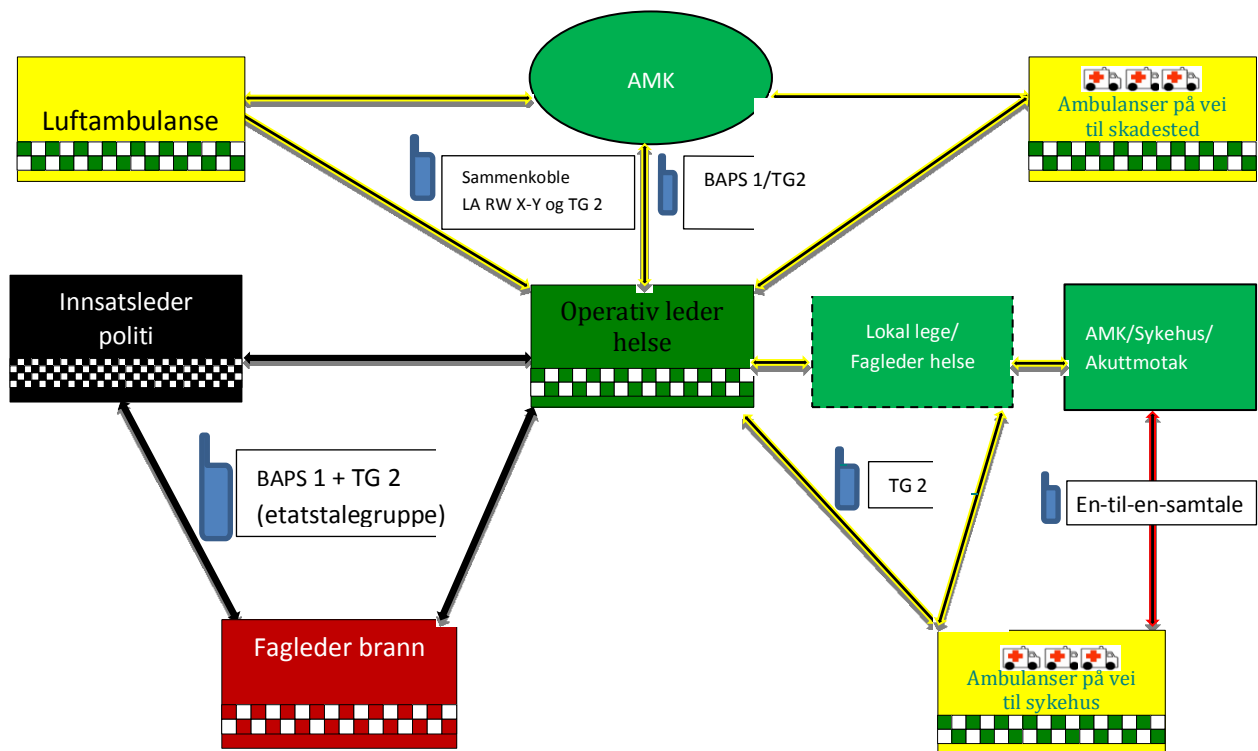 AMK
Luftambulanse
Ambulanser på vei
til skadested
Sammenkoble
LA RW X-Y og TG 2
BAPS 1/TG2
Innsatsleder
politi
Operativ leder
helse
Lokal lege/
Fagleder helse
AMK/Sykehus/
Akuttmotak
BAPS 1 + TG 2
(etatstalegruppe)
TG 2
En-til-en-samtale
Fagleder brann
Ambulanser på vei
til sykehus